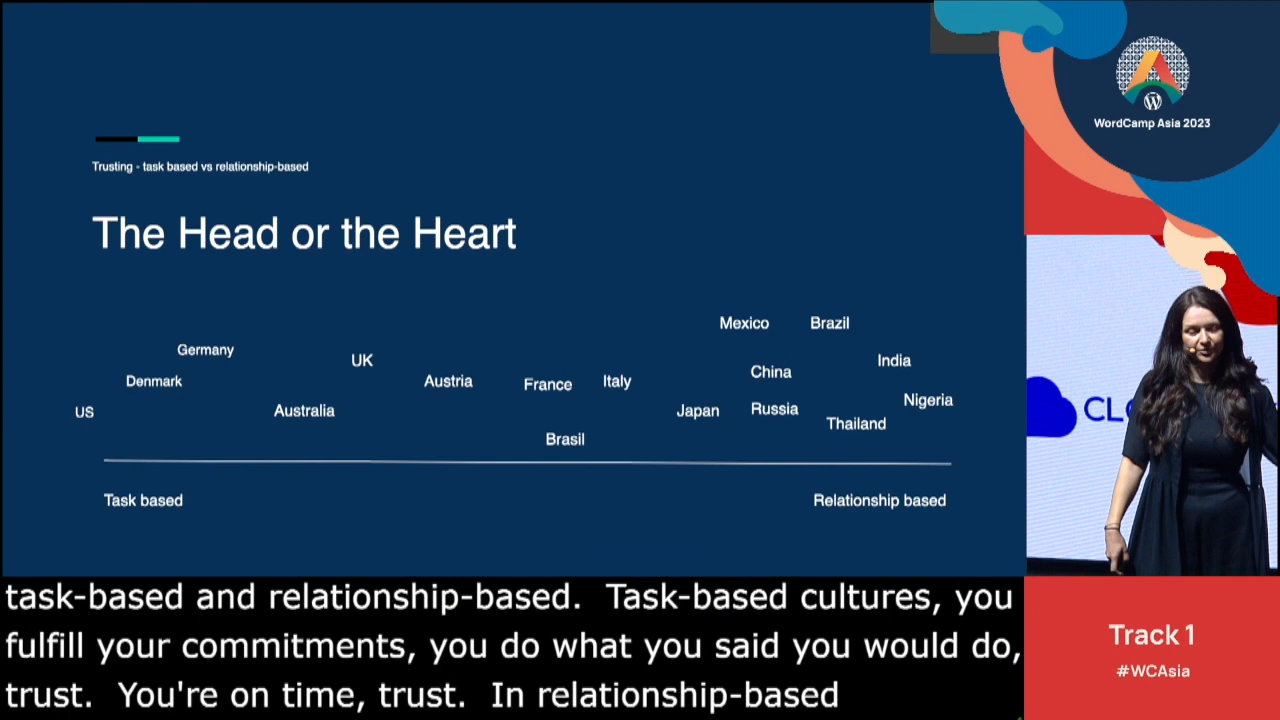 Trusting - task based vs relationship-based
The Head or the Heart
Mexico Brazil
Germany
UK
India
China
Denmark
Austria
France
Italy
Nigeria
US
Australia
Japan
Russia
Thailand
Brasil
Task based
Relationship based
WordCamp Asia 2023
CLO
Track 1
#WCAsia
task-based and relationship-based. Task-based cultures, you
fulfill your commitments, you do what you said you would do,
trust. You're on time, trust. In relationship-based